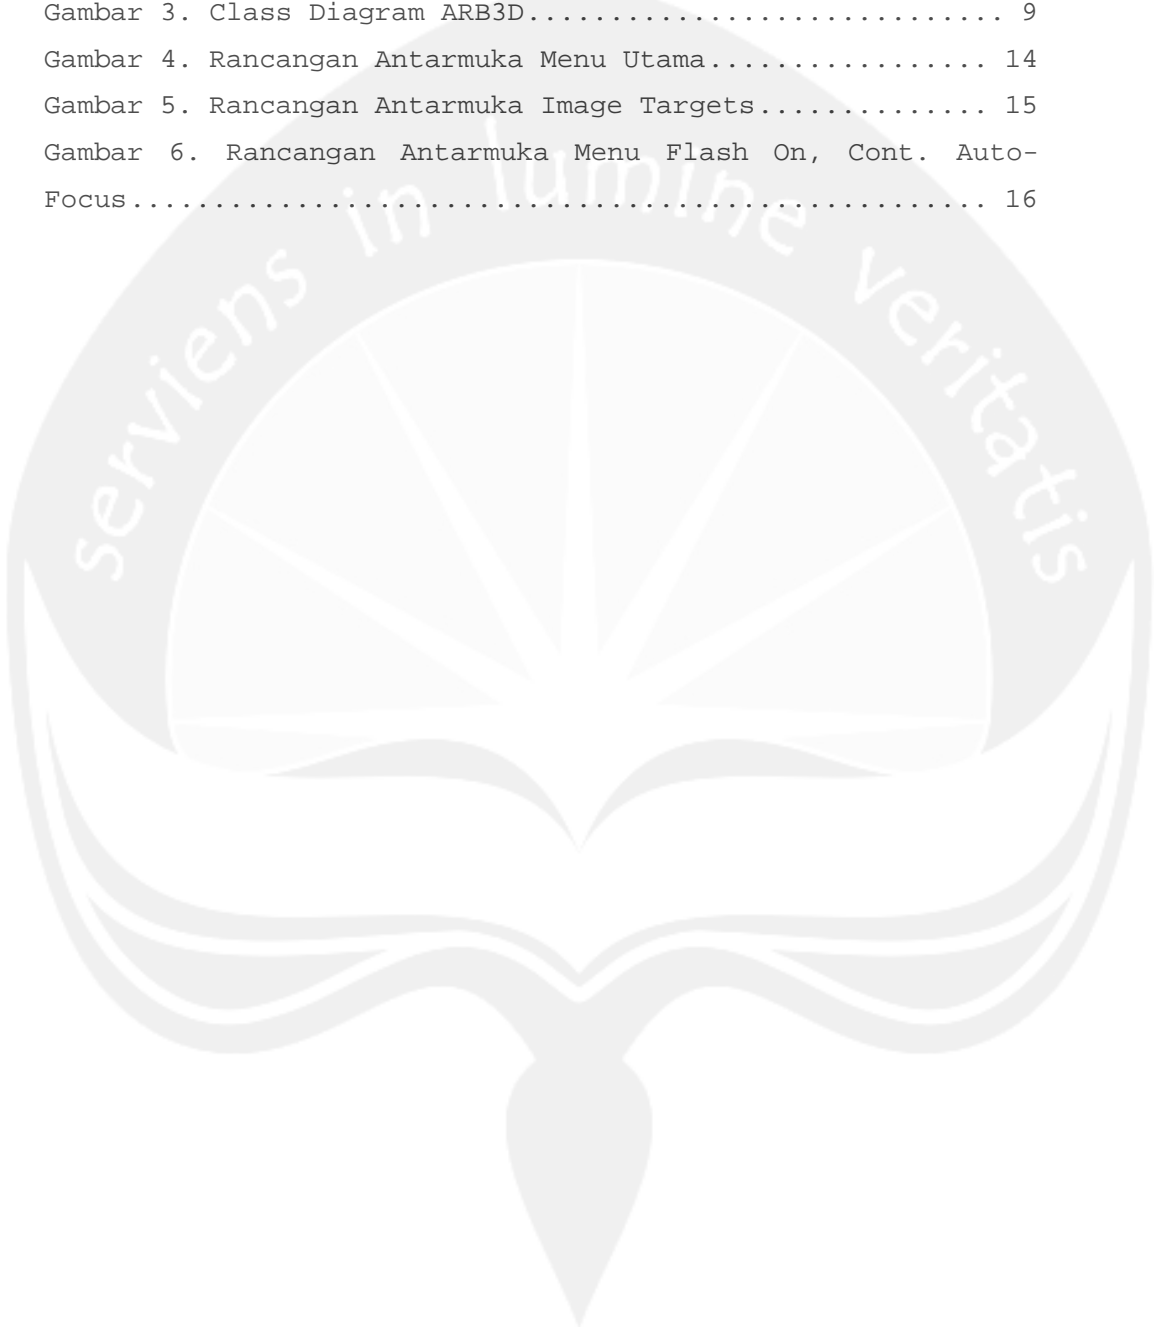 Gambar 3. Class Diagram ARB3D............................. 9
Gambar 4. Rancangan Antarmuka Menu Utama................. 14
Gambar 5. Rancangan Antarmuka Image Targets.............. 15
Gambar 6. Rancangan Antarmuka Menu Flash On, Cont. Auto-
Focus.................................................... 16
serviens in lumine veritatis